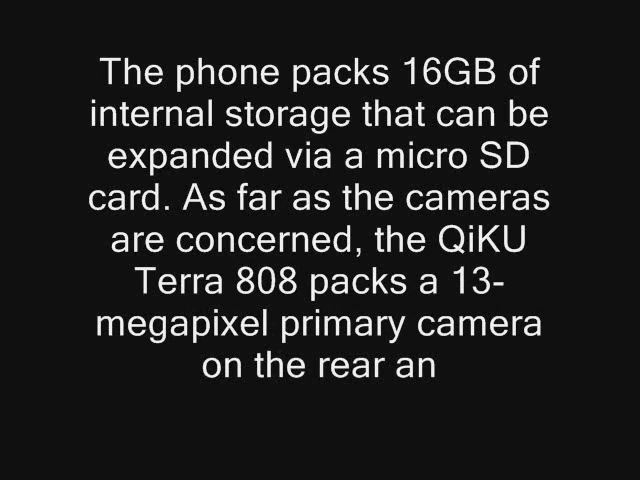 The phone packs 16GB of
internal storage that can be
expanded via a micro SD
card. As far as the cameras
are concerned, the QiKU
Terra 808 packs a 13-
megapixel primary camera
on the rear an